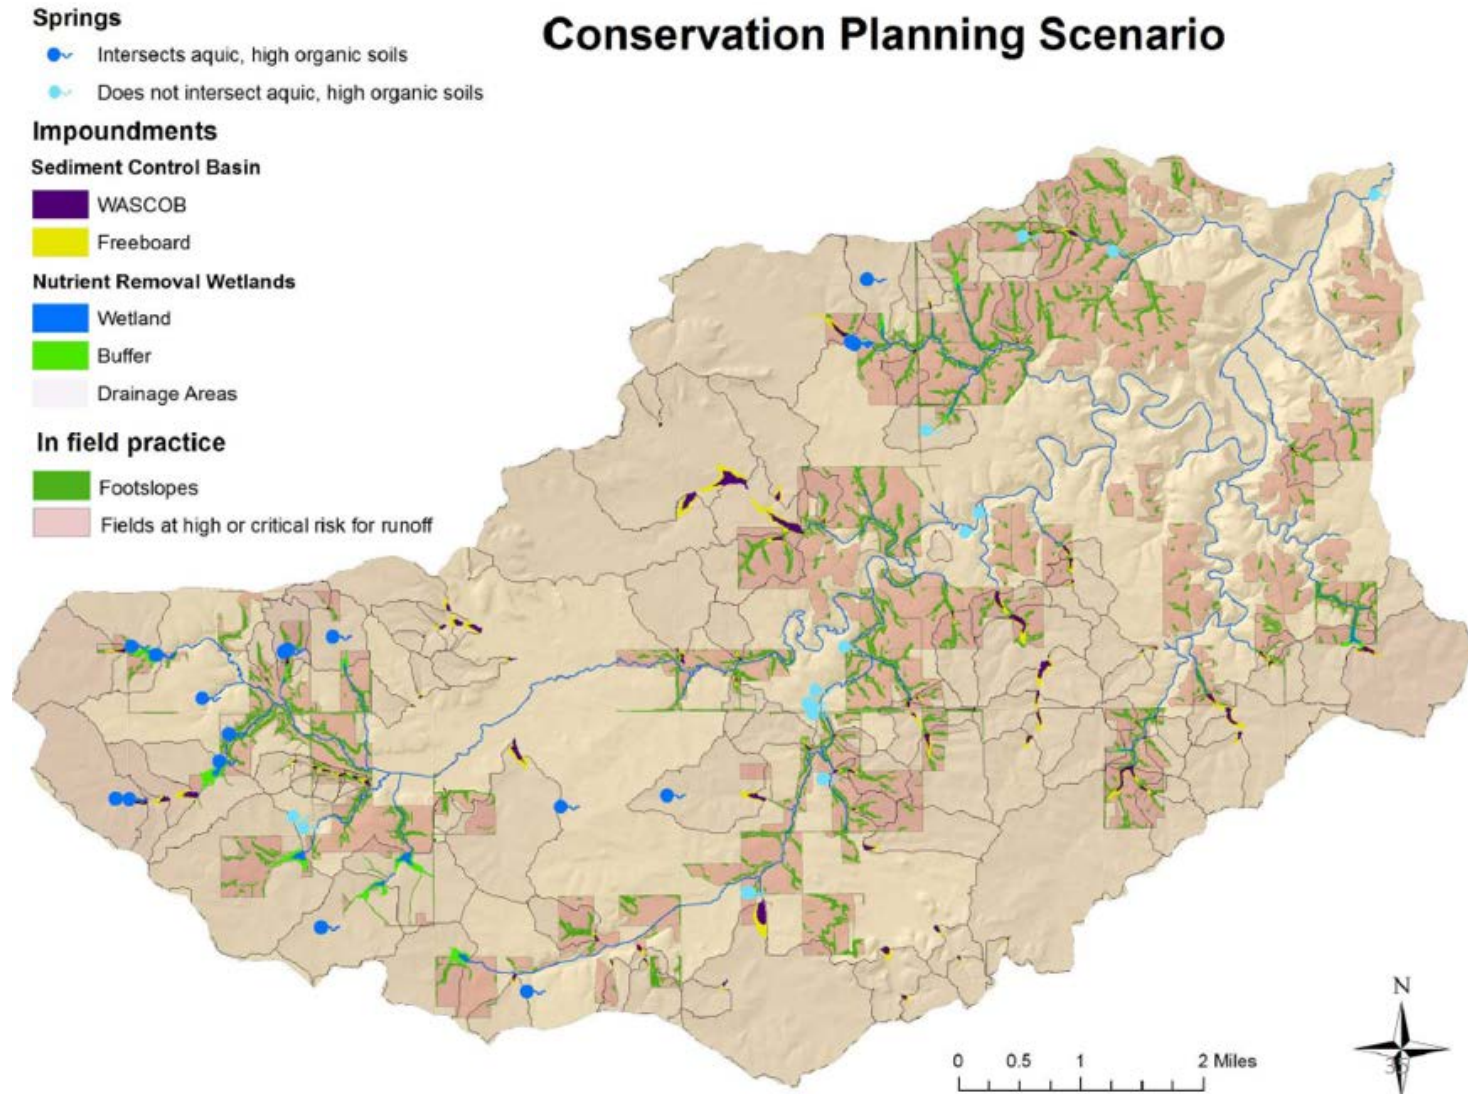 Springs
Conservation Planning Scenario
Intersects aquic, high organic soils
Does not intersect aquic, high organic soils
Impoundments
Sediment Control Basin
WASCOB
Freeboard
Nutrient Removal Wetlands
Wetland
Buffer
Drainage Areas
In field practice
Footslopes
Fields at high or critical risk for runoff
N
0 0.5 1 2 Miles
35